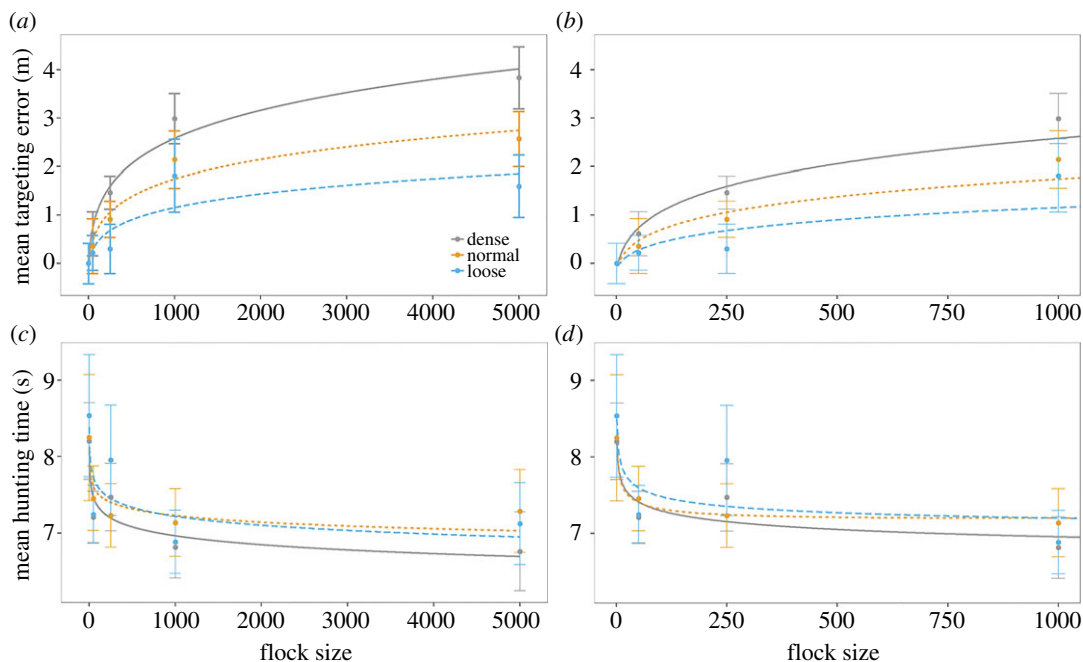 (a) (b)
mean targeting error (m)
4 4
3 3
2 2
1 1
0 0
dense
normal
loose
0 1000 2000 3000 4000 5000 0 250 500 750 1000
(c) (d)
mean hunting time (s)
9 9
8 8
7 7
0 1000 2000 3000 4000 5000 0 250 500 750 1000
flock size flock size